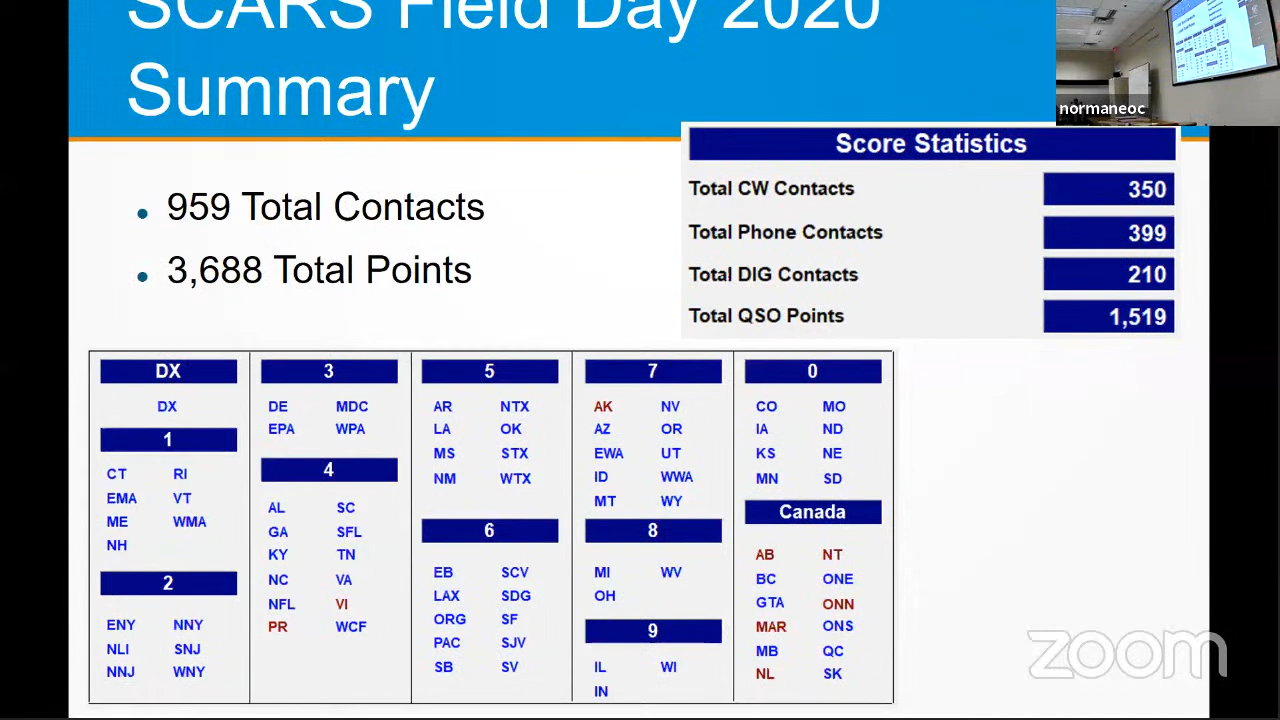 SCARS Field Day 2020
Summary
normaneoc
• 959 Total Contacts
• 3,688 Total Points
Score Statistics
Total CW Contacts 350
Total Phone Contacts 399
Total DIG Contacts 210
Total QSO Points 1,519
DX
DX
1
CT RI
EMA VT
ME WMA
NH
2
ENY NNY
NLI SNJ
NNJ WNY
3
DE MDC
EPA WPA
4
AL SC
GA SFL
KY TN
NC VA
NFL VI
PR WCF
5
AR NTX
LA OK
MS STX
NM WTX
6
EB SCV
LAX SDG
ORG SF
PAC SJV
SB SV
7
AK NV
AZ OR
EWA UT
ID WWA
MT WY
8
MI WV
OH
9
IL WI
IN
0
CO MO
IA ND
KS NE
MN SD
Canada
AB NT
BC ONE
GTA ONN
MAR ONS
MB QC
NL SK
zoom